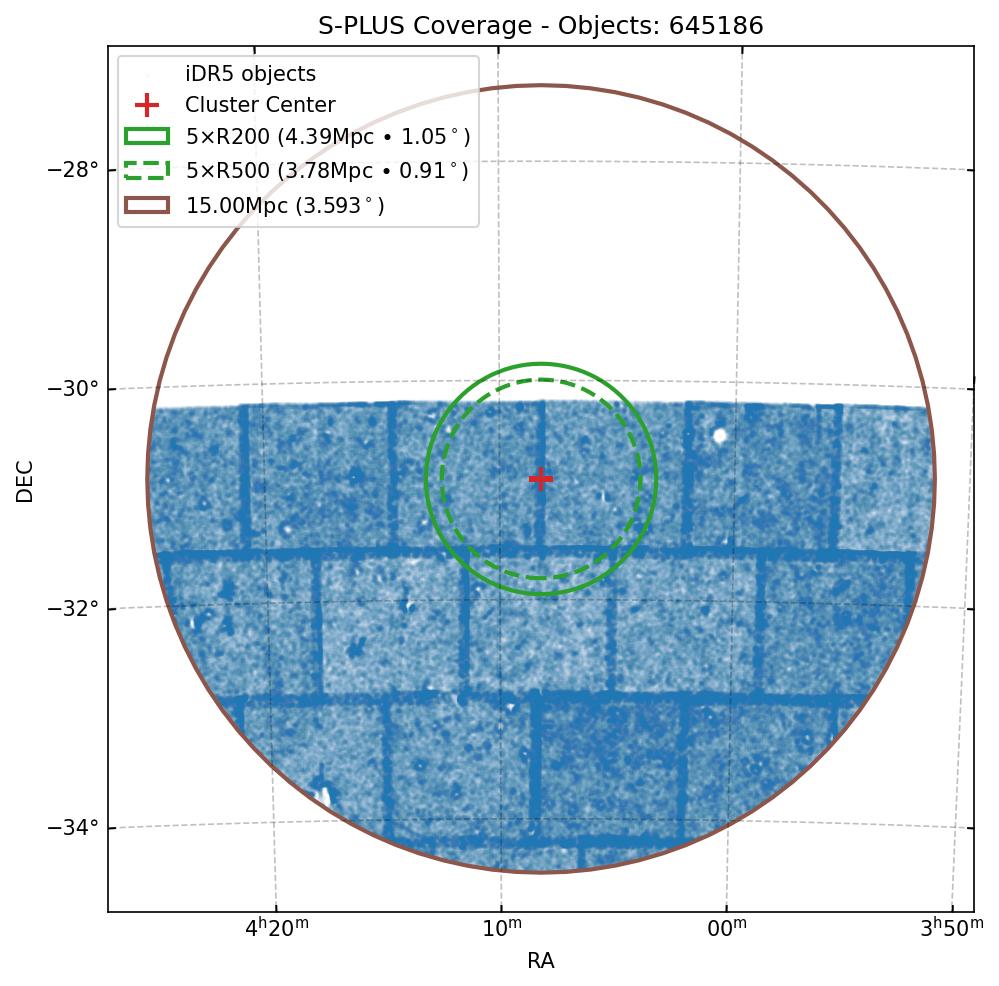 S-PLUS Coverage - Objects: 645186
iDR5 objects
Cluster Center
5×R200 (4.39Mpc • 1.05°)
5×R500 (3.78Mpc • 0.91°)
15.00Mpc (3.593°)
−28°
−30°
−32°
−34°
DEC
4ʰ20ᵐ 10ᵐ 00ᵐ 3ʰ50ᵐ
RA